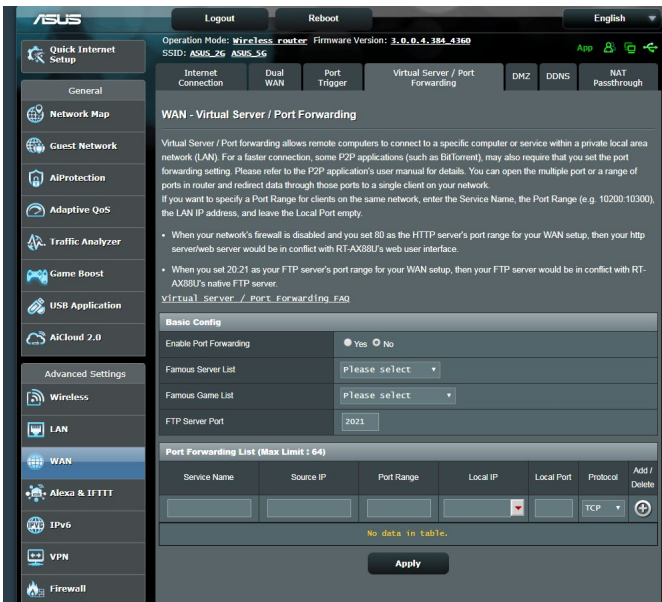 ASUS
Logout
Reboot
English
Operation Mode: Wireless router Firmware Version: 3.0.0.4.384_4360
SSID: ASUS_2G ASUS_5G
App
Quick Internet
Setup
General
Network Map
Guest Network
AiProtection
Adaptive QoS
Traffic Analyzer
Game Boost
USB Application
AiCloud 2.0
Advanced Settings
Wireless
LAN
WAN
Alexa & IFTTT
IPv6
VPN
Firewall
Internet
Connection
Dual
WAN
Port
Trigger
Virtual Server / Port
Forwarding
DMZ
DDNS
NAT
Passthrough
WAN - Virtual Server / Port Forwarding
Virtual Server / Port forwarding allows remote computers to connect to a specific computer or service within a private local area
network (LAN). For a faster connection, some P2P applications (such as BitTorrent), may also require that you set the port
forwarding setting. Please refer to the P2P application's user manual for details. You can open the multiple port or a range of
ports in router and redirect data through those ports to a single client on your network.
If you want to specify a Port Range for clients on the same network, enter the Service Name, the Port Range (e.g. 10200:10300),
the LAN IP address, and leave the Local Port empty.
• When your network's firewall is disabled and you set 80 as the HTTP server's port range for your WAN setup, then your http
server/web server would be in conflict with RT-AX88U's web user interface.
• When you set 20:21 as your FTP server's port range for your WAN setup, then your FTP server would be in conflict with RT-
AX88U's native FTP server.
Virtual Server / Port Forwarding FAQ
Basic Config
Enable Port Forwarding Yes No
Famous Server List Please select
Famous Game List Please select
FTP Server Port 2021
Port Forwarding List (Max Limit : 64)
Service Name Source IP Port Range Local IP Local Port Protocol Add /
Delete
TCP
No data in table.
Apply